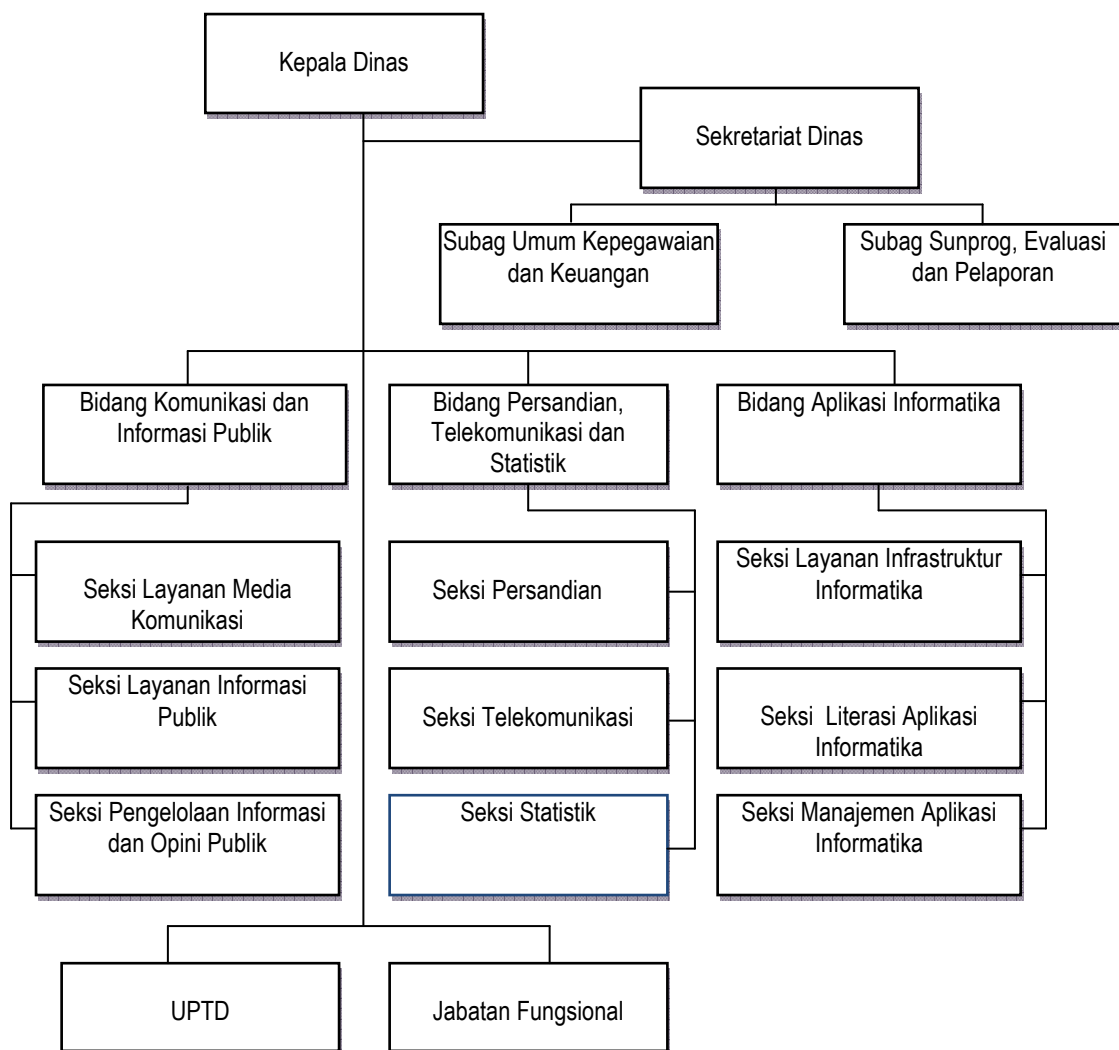 Kepala Dinas
Sekretariat Dinas
Subag Umum Kepegawaian
dan Keuangan
Subag Sunprog, Evaluasi
dan Pelaporan
Bidang Komunikasi dan
Informasi Publik
Bidang Persandian,
Telekomunikasi dan
Statistik
Bidang Aplikasi Informatika
Seksi Layanan Media
Komunikasi
Seksi Persandian
Seksi Layanan Infrastruktur
Informatika
Seksi Layanan Informasi
Publik
Seksi Telekomunikasi
Seksi  Literasi Aplikasi
Informatika
Seksi Pengelolaan Informasi
dan Opini Publik
Seksi Statistik
Seksi Manajemen Aplikasi
Informatika
UPTD
Jabatan Fungsional